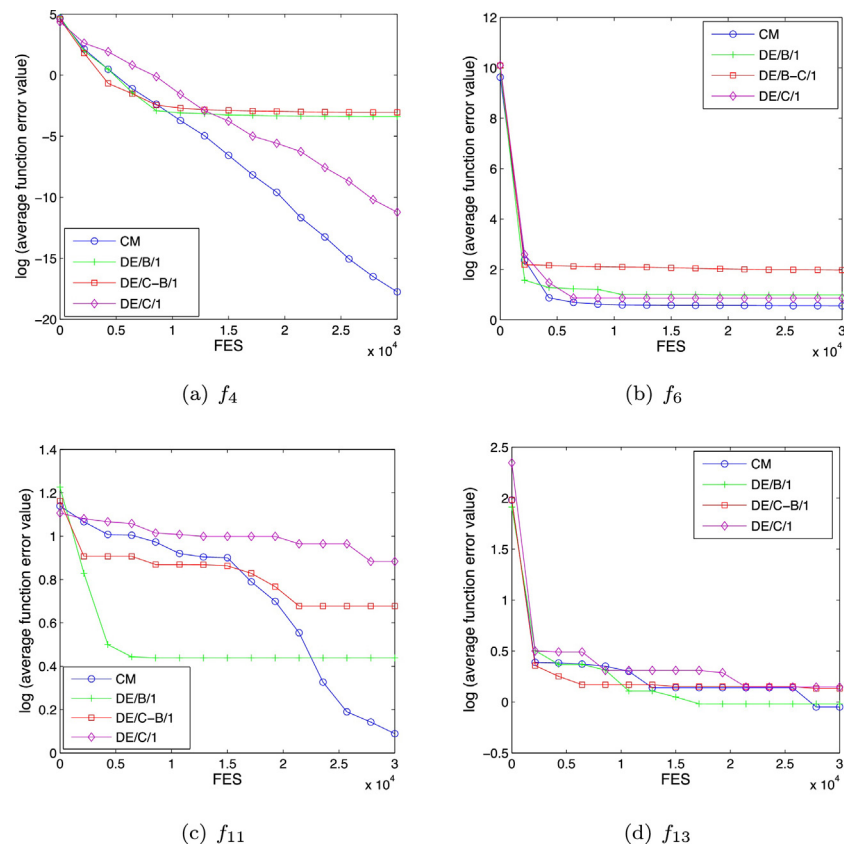 5
0
−5
−10
−15
−20
log (average function error value)
CM
DE/B/1
DE/C−B/1
DE/C/1
0 0.5 1 1.5 2 2.5 3
FES
x 10^4
(a) f_4
12
10
8
6
4
2
0
log (average function error value)
CM
DE/B/1
DE/B−C/1
DE/C/1
0 0.5 1 1.5 2 2.5 3
FES
x 10^4
(b) f_6
1.4
1.2
1
0.8
0.6
0.4
0.2
0
log (average function error value)
CM
DE/B/1
DE/C−B/1
DE/C/1
0 0.5 1 1.5 2 2.5 3
FES
x 10^4
(c) f_11
2.5
2
1.5
1
0.5
0
−0.5
log (average function error value)
CM
DE/B/1
DE/C−B/1
DE/C/1
0 0.5 1 1.5 2 2.5 3
FES
x 10^4
(d) f_13